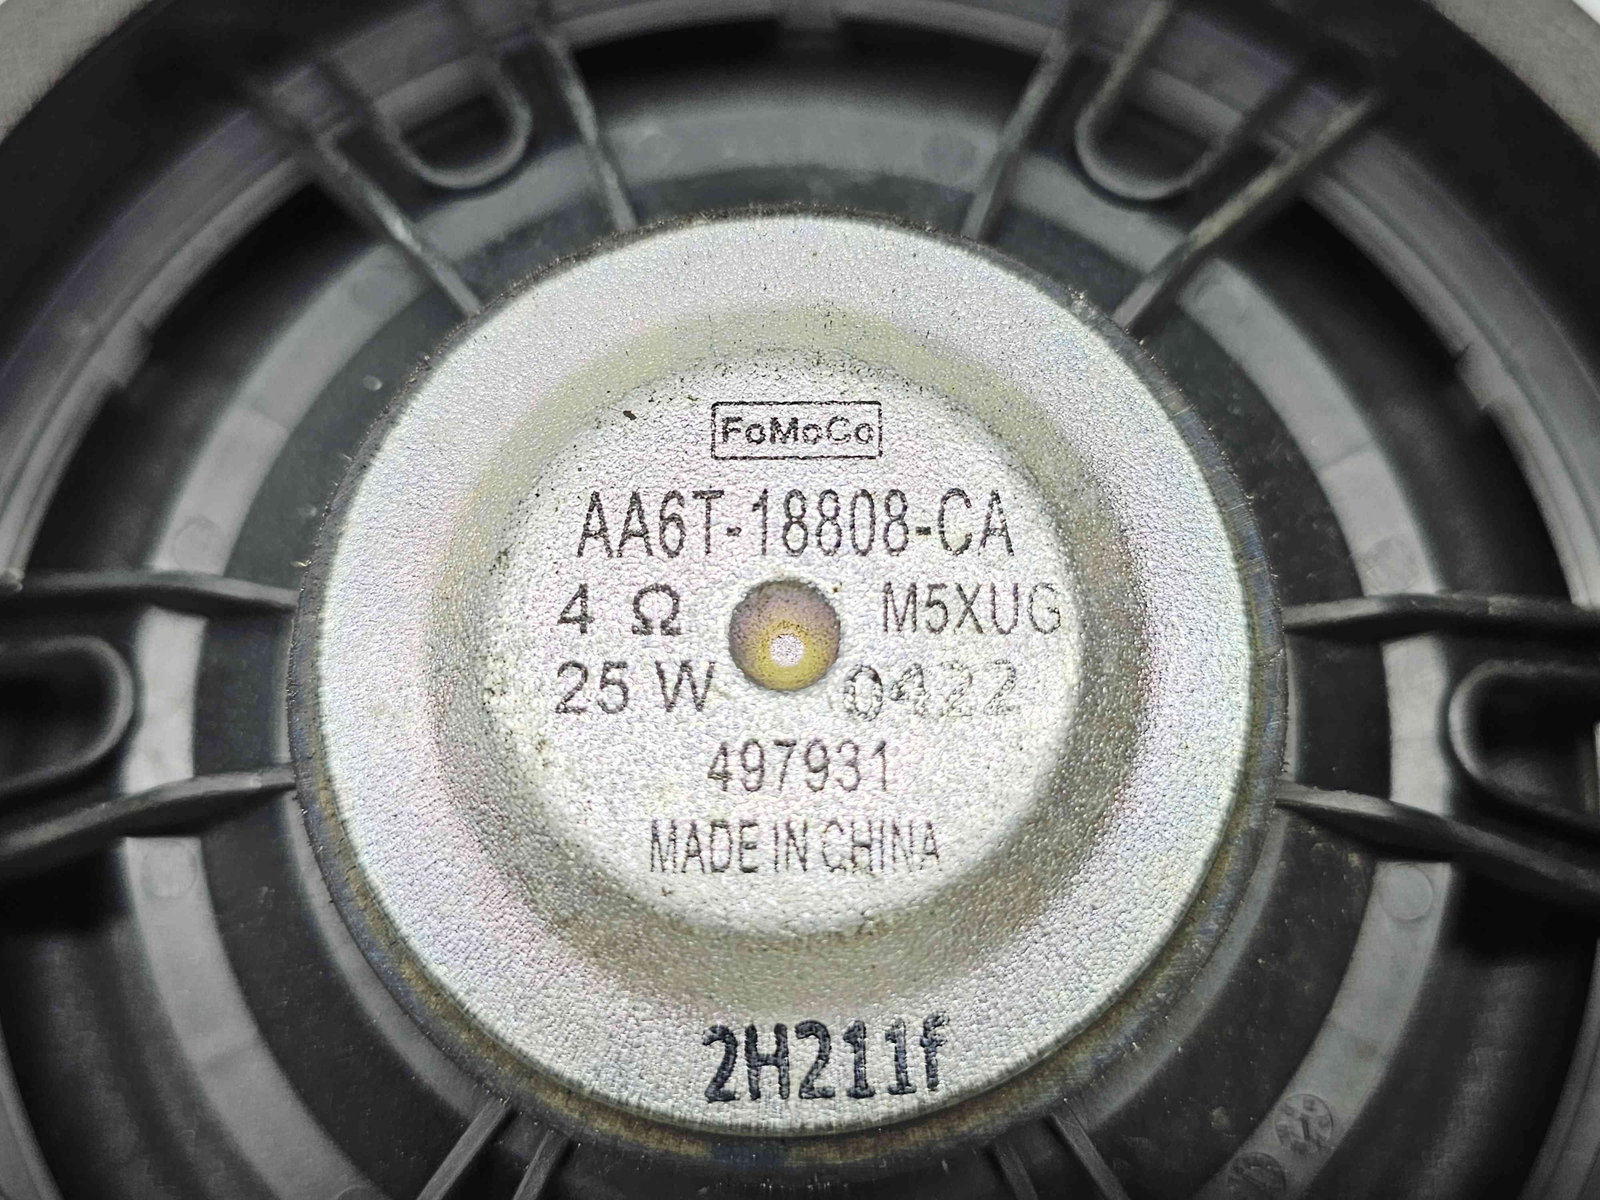 FoMoCo
AA6T-18808-CA
4 Ω M5XUG
25 W 0422
497931
MADE IN CHINA
2H211f